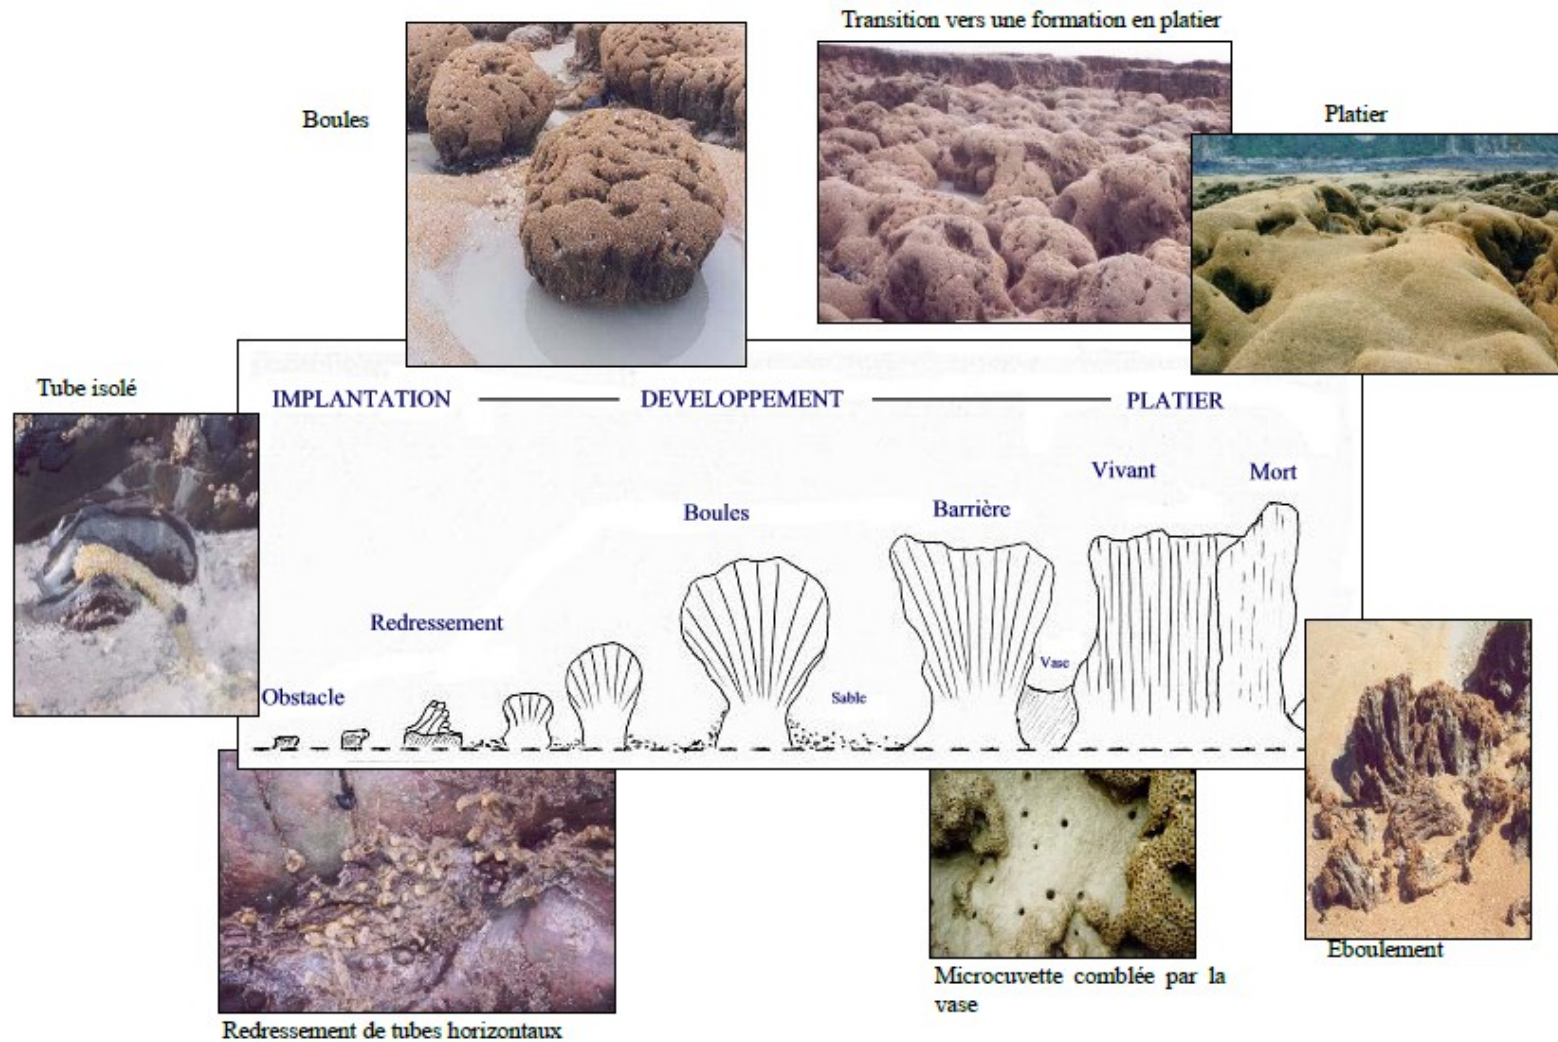 Transition vers une formation en platier
Boules
Platier
Tube isolé
IMPLANTATION DEVELOPPEMENT PLATIER
Vivant Mort
Boules Barrière
Redressement
Vase
Obstacle Sable
Eboulement
Microcuvette comblée par la
vase
Redressement de tubes horizontaux